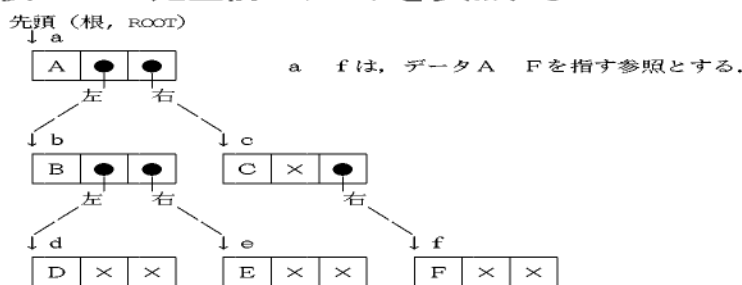 先頭（根，ROOT）
↓ a
A ● ●
a　fは，データA　Fを指す参照とする．
左 右
↓ b ↓ c
B ● ● C × ●
左 右 右
↓ d ↓ e ↓ f
D × × E × × F × ×